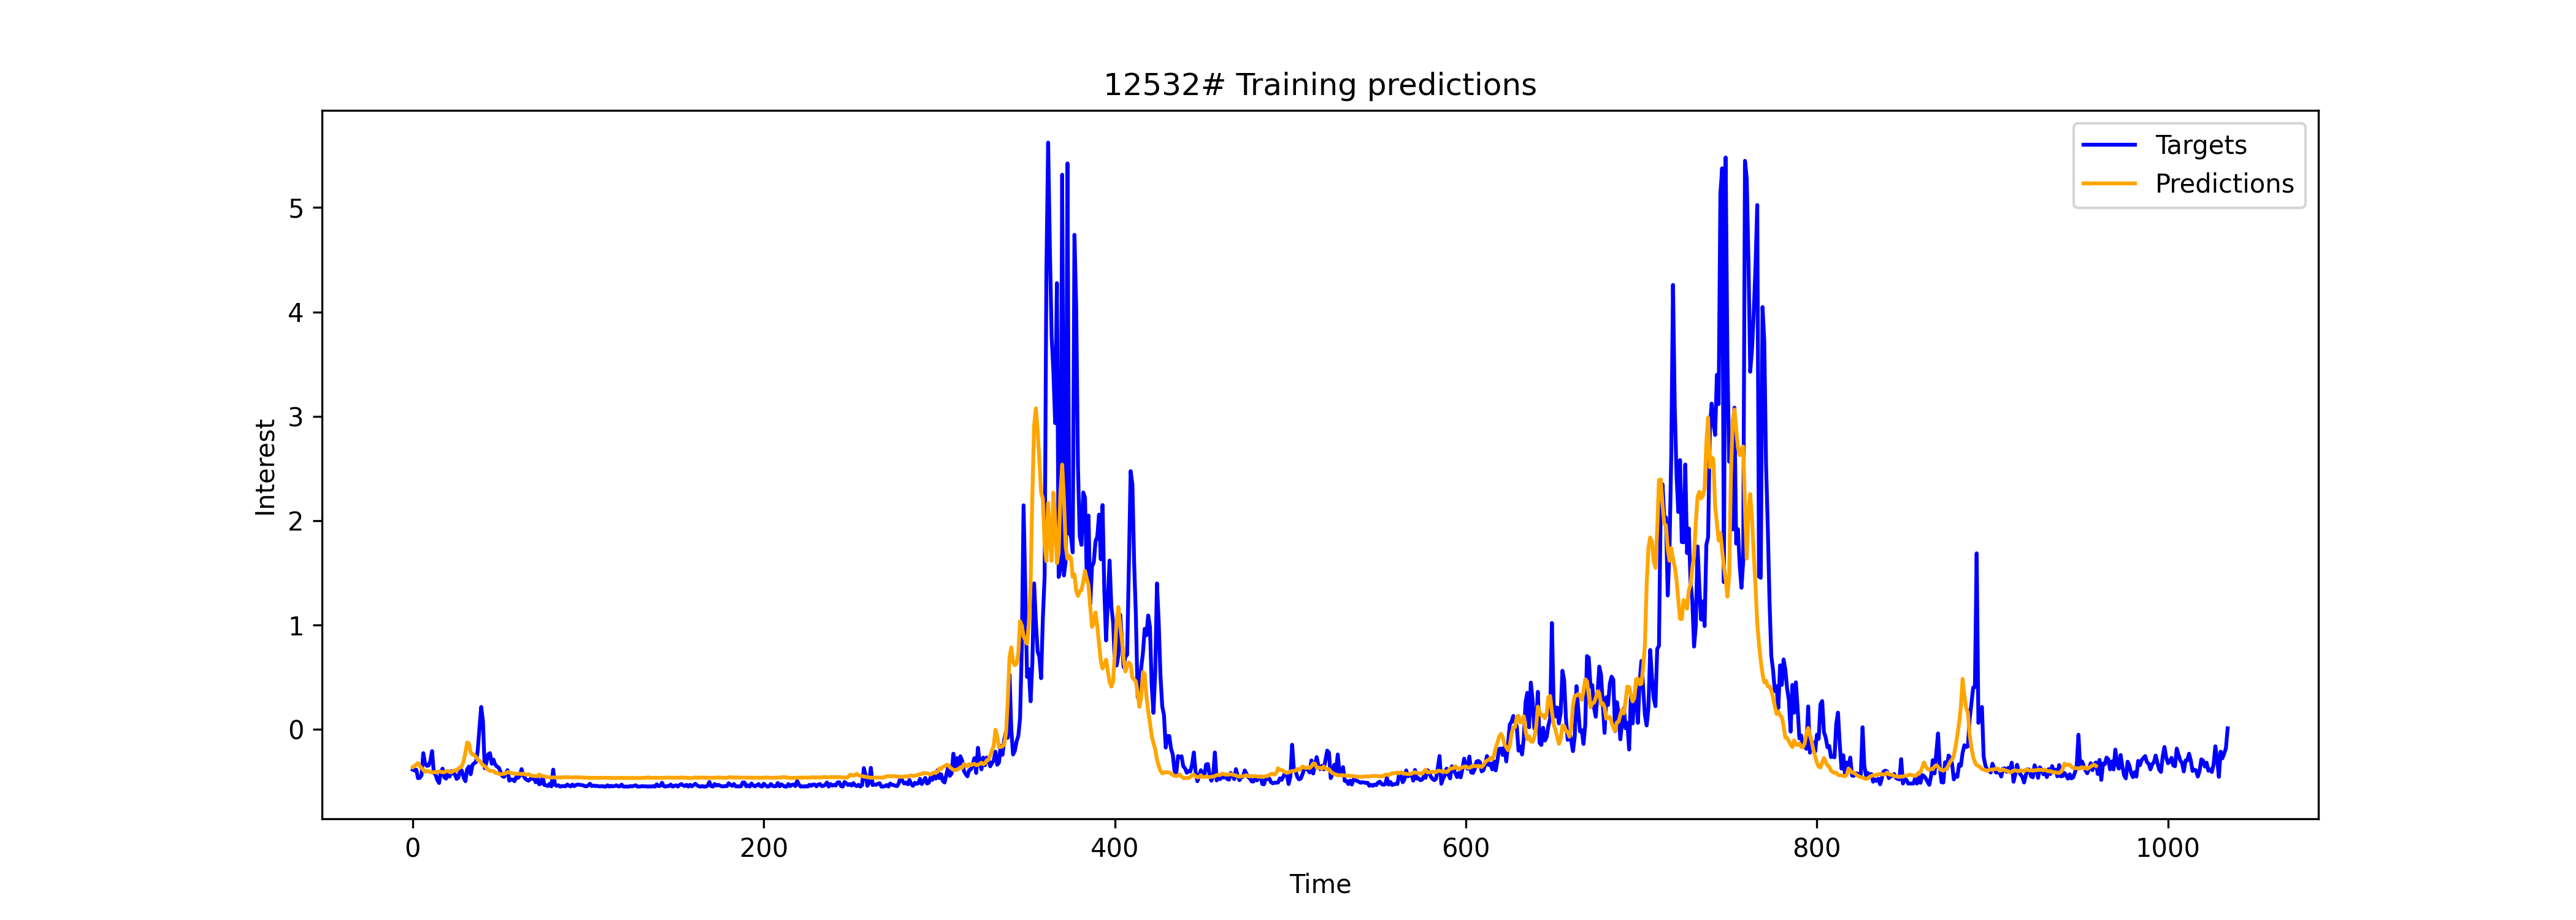 12532# Training predictions
Targets
Predictions
Interest
5
4
3
2
1
0
0 200 400 600 800 1000
Time